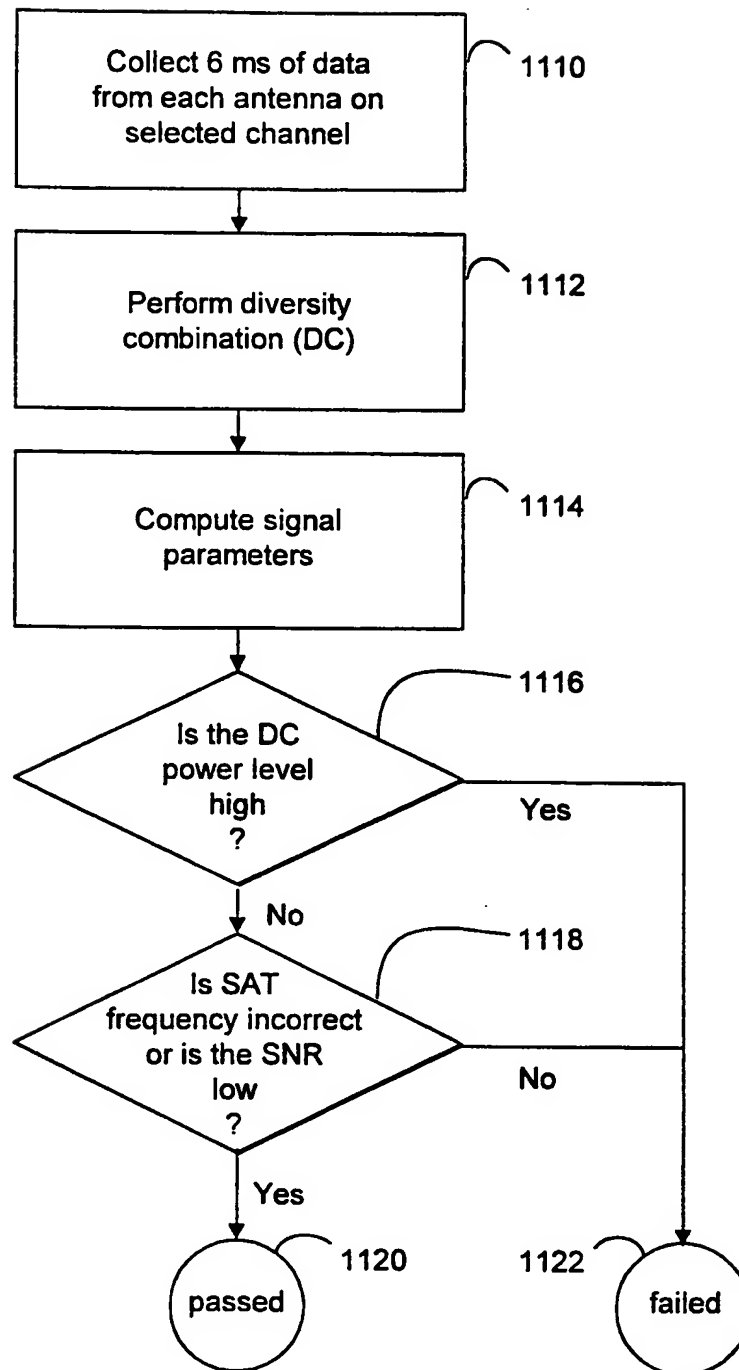 Collect 6 ms of data
from each antenna on
selected channel
1110
Perform diversity
combination (DC)
1112
Compute signal
parameters
1114
Is the DC
power level
high
?
1116
Yes
No
Is SAT
frequency incorrect
or is the SNR
low
?
1118
No
Yes
passed
1120
1122
failed